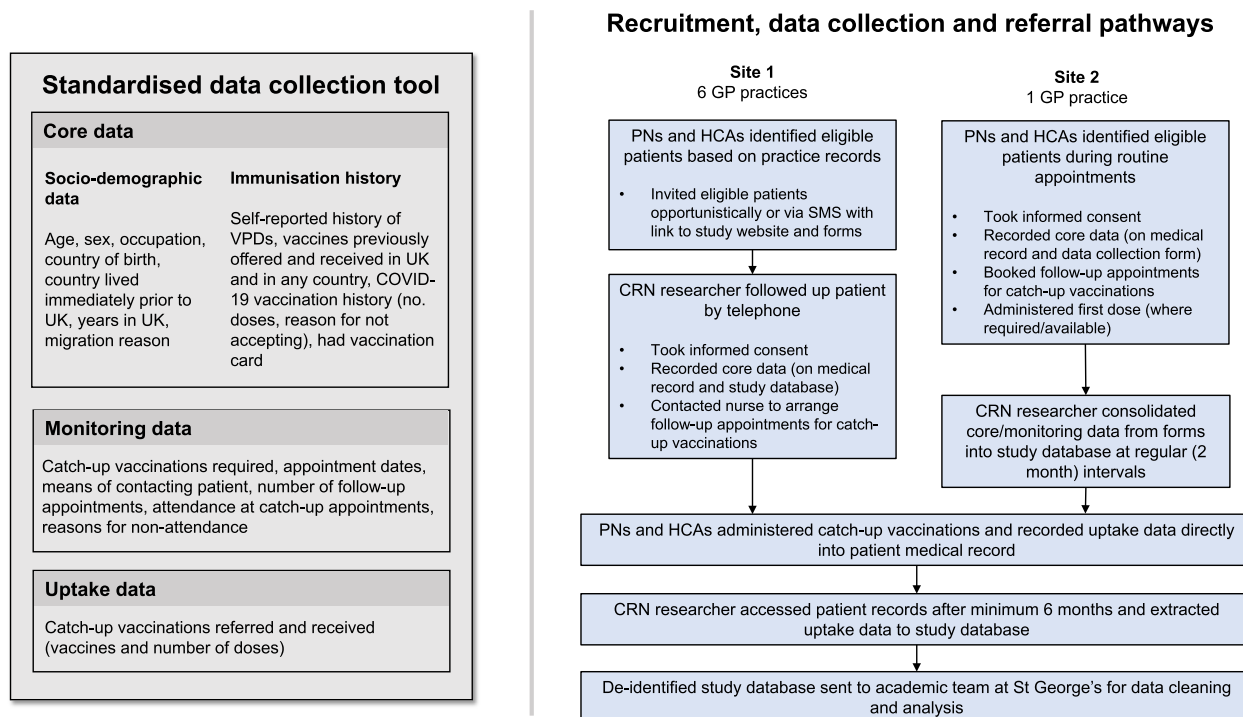 Standardised data collection tool
Core data
Socio-demographic
data
Age, sex, occupation,
country of birth,
country lived
immediately prior to
UK, years in UK,
migration reason
Immunisation history
Self-reported history of
VPDs, vaccines previously
offered and received in UK
and in any country, COVID-
19 vaccination history (no.
doses, reason for not
accepting), had vaccination
card
Monitoring data
Catch-up vaccinations required, appointment dates,
means of contacting patient, number of follow-up
appointments, attendance at catch-up appointments,
reasons for non-attendance
Uptake data
Catch-up vaccinations referred and received
(vaccines and number of doses)
Recruitment, data collection and referral pathways
Site 1
6 GP practices
PNs and HCAs identified eligible
patients based on practice records
• Invited eligible patients
opportunistically or via SMS with
link to study website and forms
CRN researcher followed up patient
by telephone
• Took informed consent
• Recorded core data (on medical
record and study database)
• Contacted nurse to arrange
follow-up appointments for catch-
up vaccinations
Site 2
1 GP practice
PNs and HCAs identified eligible
patients during routine
appointments
• Took informed consent
• Recorded core data (on medical
record and data collection form)
• Booked follow-up appointments
for catch-up vaccinations
• Administered first dose (where
required/available)
CRN researcher consolidated
core/monitoring data from forms
into study database at regular (2
month) intervals
PNs and HCAs administered catch-up vaccinations and recorded uptake data directly
into patient medical record
CRN researcher accessed patient records after minimum 6 months and extracted
uptake data to study database
De-identified study database sent to academic team at St George's for data cleaning
and analysis